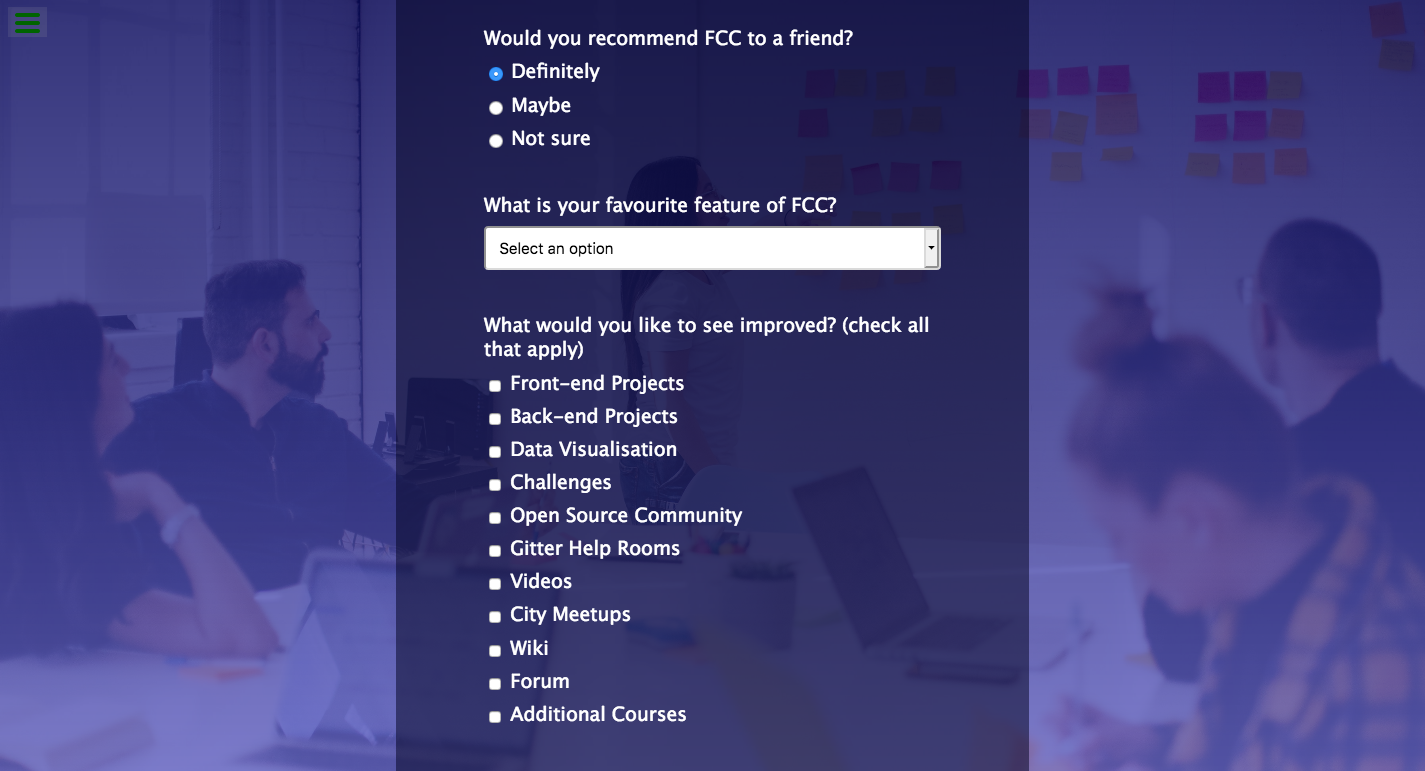 Would you recommend FCC to a friend?
Definitely
Maybe
Not sure
What is your favourite feature of FCC?
Select an option
What would you like to see improved? (check all
that apply)
Front-end Projects
Back-end Projects
Data Visualisation
Challenges
Open Source Community
Gitter Help Rooms
Videos
City Meetups
Wiki
Forum
Additional Courses